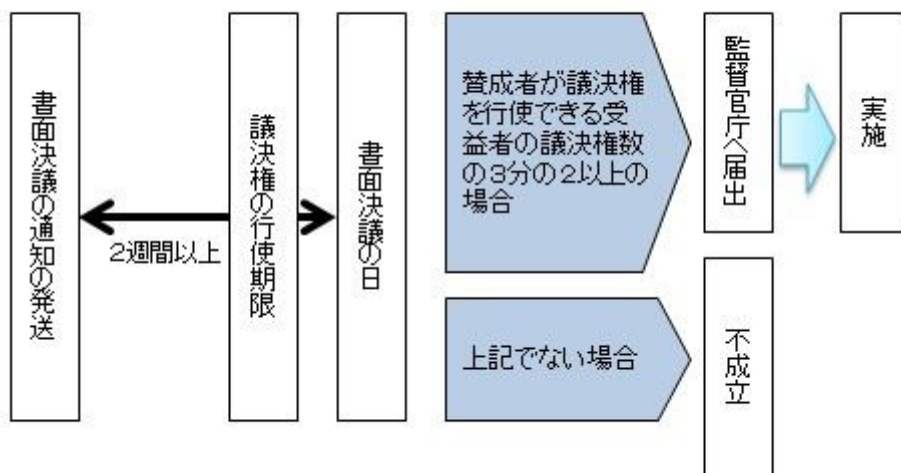 書面決議の通知の発送
2週間以上
議決権の行使期限
書面決議の日
賛成者が議決権
を行使できる受
益者の議決権数
の3分の2以上の
場合
監督官庁へ届出
実施
上記でない場合
不成立